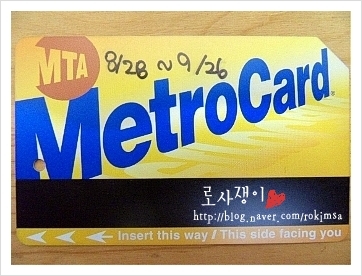 MTA 8/28 ~ 9/26
MetroCard
로사쟁이
http://blog.naver.com/rokjmsa
Insert this way / This side facing you